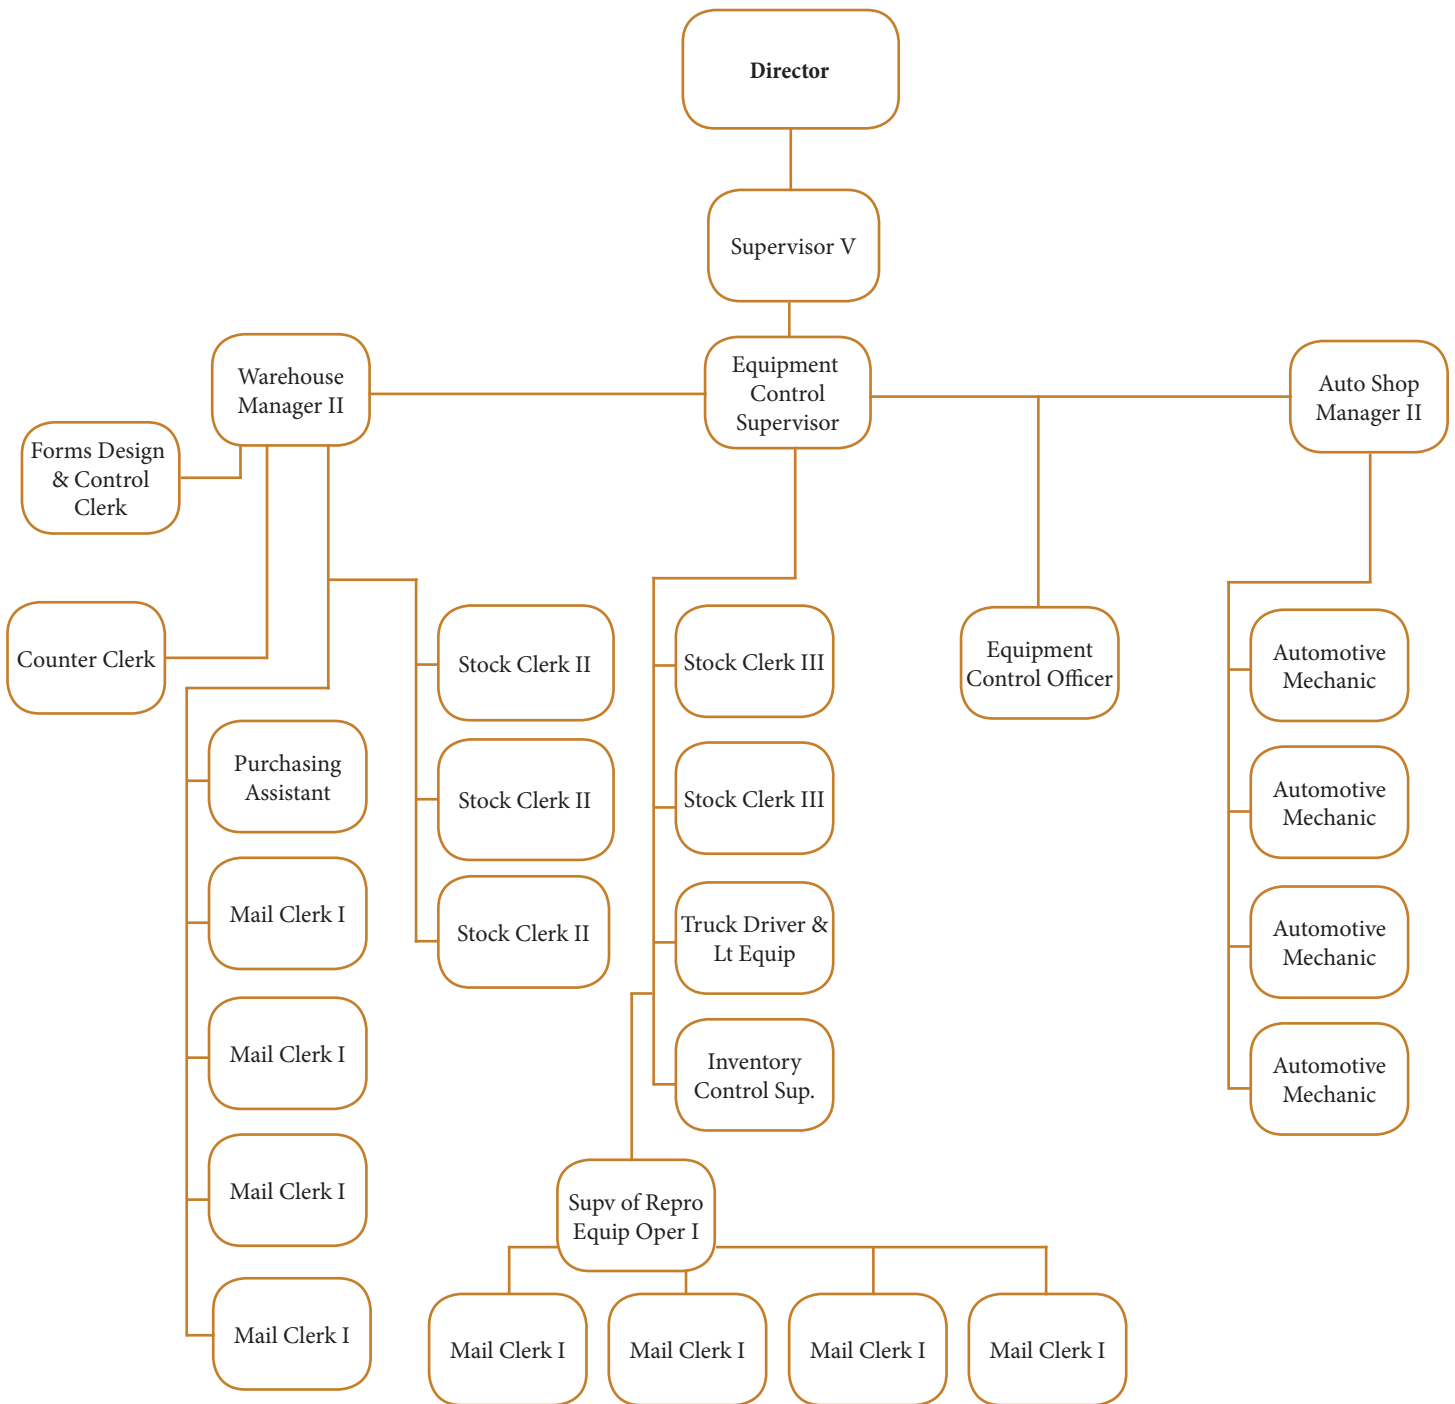 Director
Supervisor V
Warehouse
Manager II
Equipment
Control
Supervisor
Auto Shop
Manager II
Forms Design
& Control
Clerk
Counter Clerk
Stock Clerk II
Stock Clerk III
Equipment
Control Officer
Automotive
Mechanic
Purchasing
Assistant
Stock Clerk II
Stock Clerk III
Automotive
Mechanic
Mail Clerk I
Stock Clerk II
Truck Driver &
Lt Equip
Automotive
Mechanic
Mail Clerk I
Inventory
Control Sup.
Automotive
Mechanic
Mail Clerk I
Supv of Repro
Equip Oper I
Mail Clerk I
Mail Clerk I
Mail Clerk I
Mail Clerk I
Mail Clerk I